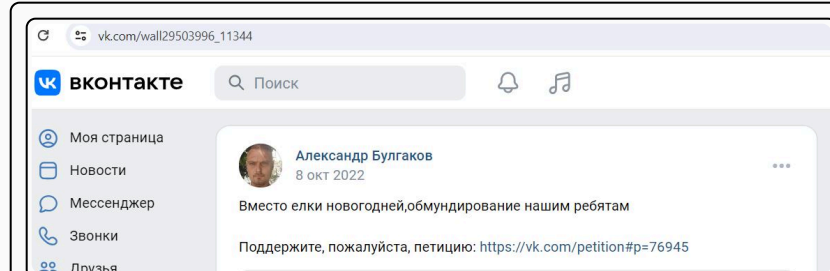 vk.com/wall29503996_11344
вконтакте
Поиск
Моя страница
Новости
Мессенджер
Звонки
Друзья
Александр Булгаков
8 окт 2022
Вместо елки новогодней,обмундирование нашим ребятам
Поддержите, пожалуйста, петицию: https://vk.com/petition#p=76945